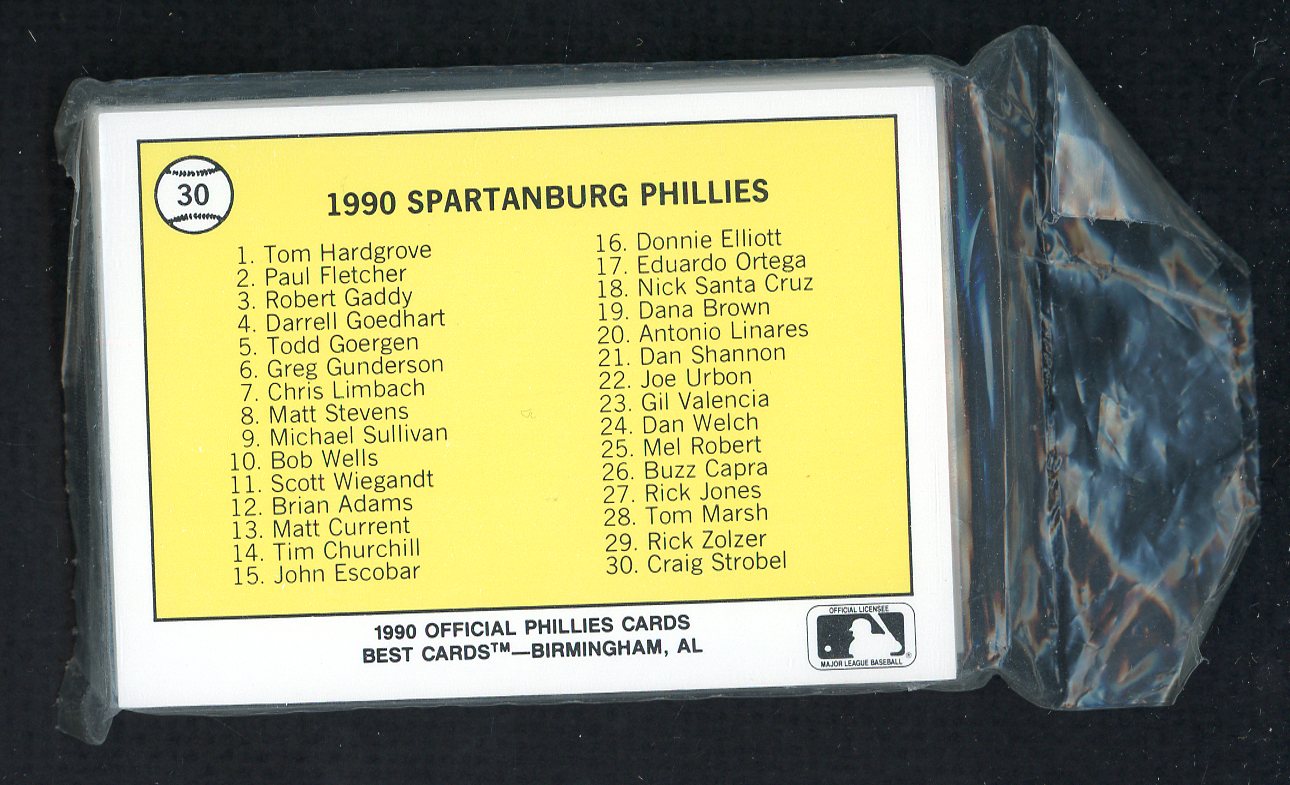 30
1990 SPARTANBURG PHILLIES
1. Tom Hardgrove
2. Paul Fletcher
3. Robert Gaddy
4. Darrell Goedhart
5. Todd Goergen
6. Greg Gunderson
7. Chris Limbach
8. Matt Stevens
9. Michael Sullivan
10. Bob Wells
11. Scott Wiegandt
12. Brian Adams
13. Matt Current
14. Tim Churchill
15. John Escobar
16. Donnie Elliott
17. Eduardo Ortega
18. Nick Santa Cruz
19. Dana Brown
20. Antonio Linares
21. Dan Shannon
22. Joe Urbon
23. Gil Valencia
24. Dan Welch
25. Mel Robert
26. Buzz Capra
27. Rick Jones
28. Tom Marsh
29. Rick Zolzer
30. Craig Strobel
1990 OFFICIAL PHILLIES CARDS
BEST CARDS™—BIRMINGHAM, AL
OFFICIAL LICENSEE
MAJOR LEAGUE BASEBALL
®